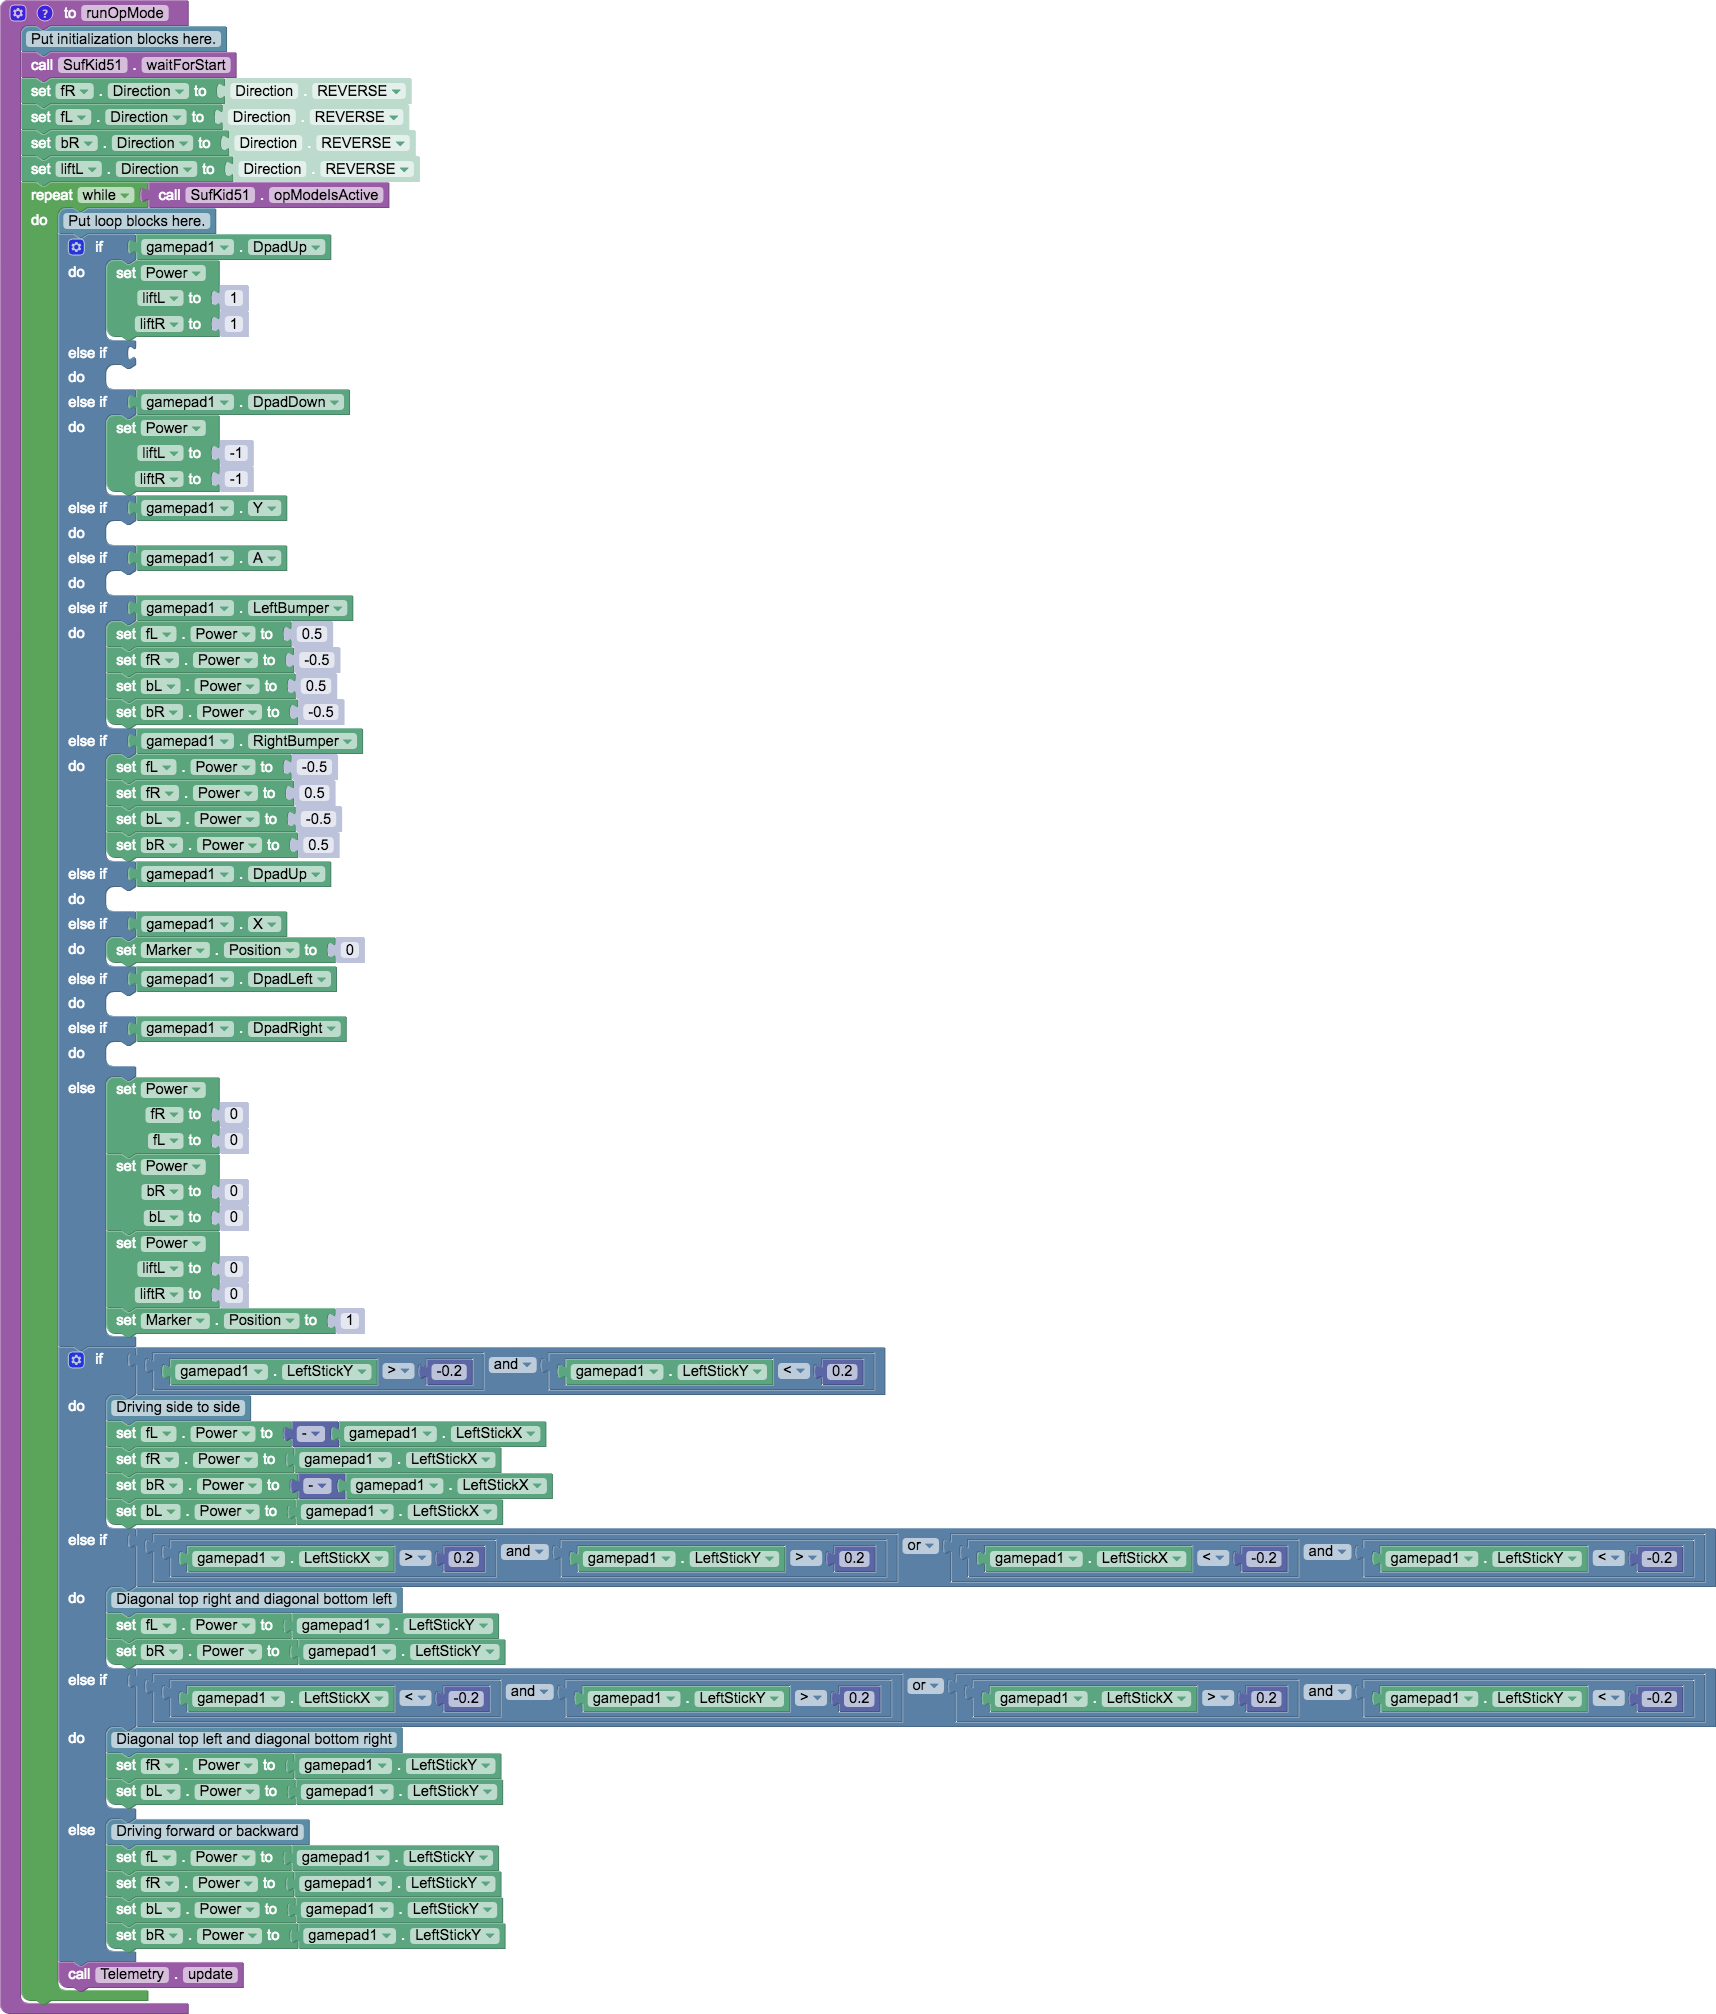 to runOpMode
Put initialization blocks here.
call SufKid51 . waitForStart
set fR . Direction to Direction . REVERSE
set fL . Direction to Direction . REVERSE
set bR . Direction to Direction . REVERSE
set liftL . Direction to Direction . REVERSE
repeat while call SufKid51 . opModeIsActive
do Put loop blocks here.
if gamepad1 . DpadUp
do set Power
liftL to 1
liftR to 1
else if
do
else if gamepad1 . DpadDown
do set Power
liftL to -1
liftR to -1
else if gamepad1 . Y
do
else if gamepad1 . A
do
else if gamepad1 . LeftBumper
do set fL . Power to 0.5
set fR . Power to -0.5
set bL . Power to 0.5
set bR . Power to -0.5
else if gamepad1 . RightBumper
do set fL . Power to -0.5
set fR . Power to 0.5
set bL . Power to -0.5
set bR . Power to 0.5
else if gamepad1 . DpadUp
do
else if gamepad1 . X
do set Marker . Position to 0
else if gamepad1 . DpadLeft
do
else if gamepad1 . DpadRight
do
else set Power
fR to 0
fL to 0
set Power
bR to 0
bL to 0
set Power
liftL to 0
liftR to 0
set Marker . Position to 1
if gamepad1 . LeftStickY > -0.2 and gamepad1 . LeftStickY < 0.2
do Driving side to side
set fL . Power to - gamepad1 . LeftStickX
set fR . Power to gamepad1 . LeftStickX
set bR . Power to - gamepad1 . LeftStickX
set bL . Power to gamepad1 . LeftStickX
else if gamepad1 . LeftStickX > 0.2 and gamepad1 . LeftStickY > 0.2 or gamepad1 . LeftStickX < -0.2 and gamepad1 . LeftStickY < -0.2
do Diagonal top right and diagonal bottom left
set fL . Power to gamepad1 . LeftStickY
set bR . Power to gamepad1 . LeftStickY
else if gamepad1 . LeftStickX < -0.2 and gamepad1 . LeftStickY > 0.2 or gamepad1 . LeftStickX > 0.2 and gamepad1 . LeftStickY < -0.2
do Diagonal top left and diagonal bottom right
set fR . Power to gamepad1 . LeftStickY
set bL . Power to gamepad1 . LeftStickY
else Driving forward or backward
set fL . Power to gamepad1 . LeftStickY
set fR . Power to gamepad1 . LeftStickY
set bL . Power to gamepad1 . LeftStickY
set bR . Power to gamepad1 . LeftStickY
call Telemetry . update